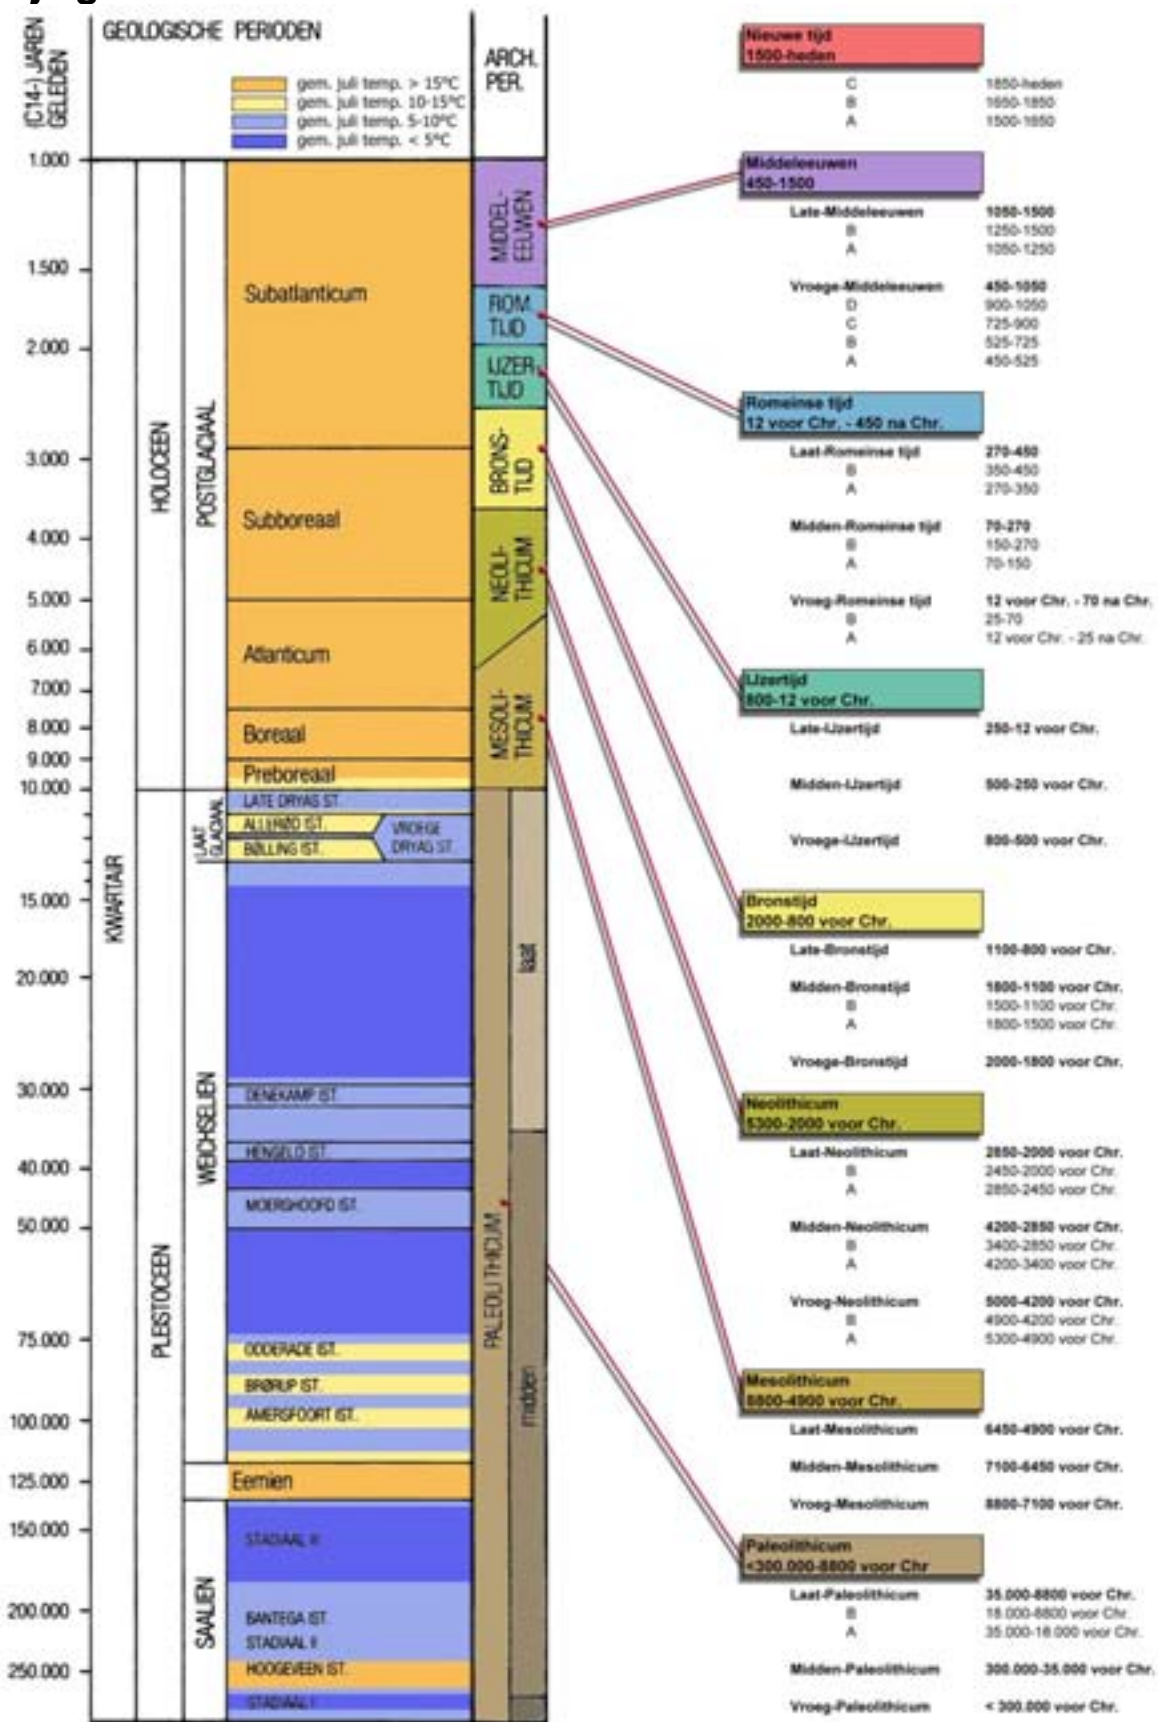 (C14-) JAREN
GELEDEN
GEOLOGISCHE PERIODEN
gem. juli temp. > 15°C
gem. juli temp. 10-15°C
gem. juli temp. 5-10°C
gem. juli temp. < 5°C
ARCH.
PER.
1.000
1.500
2.000
3.000
4.000
5.000
6.000
7.000
8.000
9.000
10.000
15.000
20.000
30.000
40.000
50.000
75.000
100.000
125.000
150.000
200.000
250.000
KWARTAIR
HOLOCEEN
PLEISTOCEEN
POSTGLACIAAL
LAAT
GLACIAAL
WEICHSELIEN
SAALIEN
Subatlanticum
Subboreaal
Atlanticum
Boreaal
Preboreaal
LATE DRYAS ST.
ALLERØD IST.
VROEGE
DRYAS ST.
BØLLING IST.
DENEKAMP IST.
HENGELO IST.
MOERSHOOFD IST.
ODDERADE IST.
BRØRUP IST.
AMERSFOORT IST.
Eemien
STADIAAL III
BANTEGA IST.
STADIAAL II
HOOGEVEEN IST.
STADIAAL I
MIDDEL-
EEUWEN
ROM.
TIJD
IJZER
TIJD
BRONS-
TIJD
NEOLI-
THICUM
MESOLI-
THICUM
PALEOLITHICUM
laat
midden
Nieuwe tijd
1500-heden
C 1850-heden
B 1650-1850
A 1500-1650
Middeleeuwen
450-1500
Late-Middeleeuwen 1050-1500
B 1250-1500
A 1050-1250
Vroege-Middeleeuwen 450-1050
D 900-1050
C 725-900
B 525-725
A 450-525
Romeinse tijd
12 voor Chr. - 450 na Chr.
Laat-Romeinse tijd 270-450
B 350-450
A 270-350
Midden-Romeinse tijd 70-270
B 150-270
A 70-150
Vroeg-Romeinse tijd 12 voor Chr. - 70 na Chr.
B 25-70
A 12 voor Chr. - 25 na Chr.
IJzertijd
800-12 voor Chr.
Late-IJzertijd 250-12 voor Chr.
Midden-IJzertijd 500-250 voor Chr.
Vroege-IJzertijd 800-500 voor Chr.
Bronstijd
2000-800 voor Chr.
Late-Bronstijd 1100-800 voor Chr.
Midden-Bronstijd 1800-1100 voor Chr.
B 1500-1100 voor Chr.
A 1800-1500 voor Chr.
Vroege-Bronstijd 2000-1800 voor Chr.
Neolithicum
5300-2000 voor Chr.
Laat-Neolithicum 2850-2000 voor Chr.
B 2450-2000 voor Chr.
A 2850-2450 voor Chr.
Midden-Neolithicum 4200-2850 voor Chr.
B 3400-2850 voor Chr.
A 4200-3400 voor Chr.
Vroeg-Neolithicum 5000-4200 voor Chr.
B 4900-4200 voor Chr.
A 5300-4900 voor Chr.
Mesolithicum
8800-4900 voor Chr.
Laat-Mesolithicum 6450-4900 voor Chr.
Midden-Mesolithicum 7100-6450 voor Chr.
Vroeg-Mesolithicum 8800-7100 voor Chr.
Paleolithicum
<300.000-8800 voor Chr
Laat-Paleolithicum 35.000-8800 voor Chr.
B 18.000-8800 voor Chr.
A 35.000-18.000 voor Chr.
Midden-Paleolithicum 300.000-35.000 voor Chr.
Vroeg-Paleolithicum < 300.000 voor Chr.